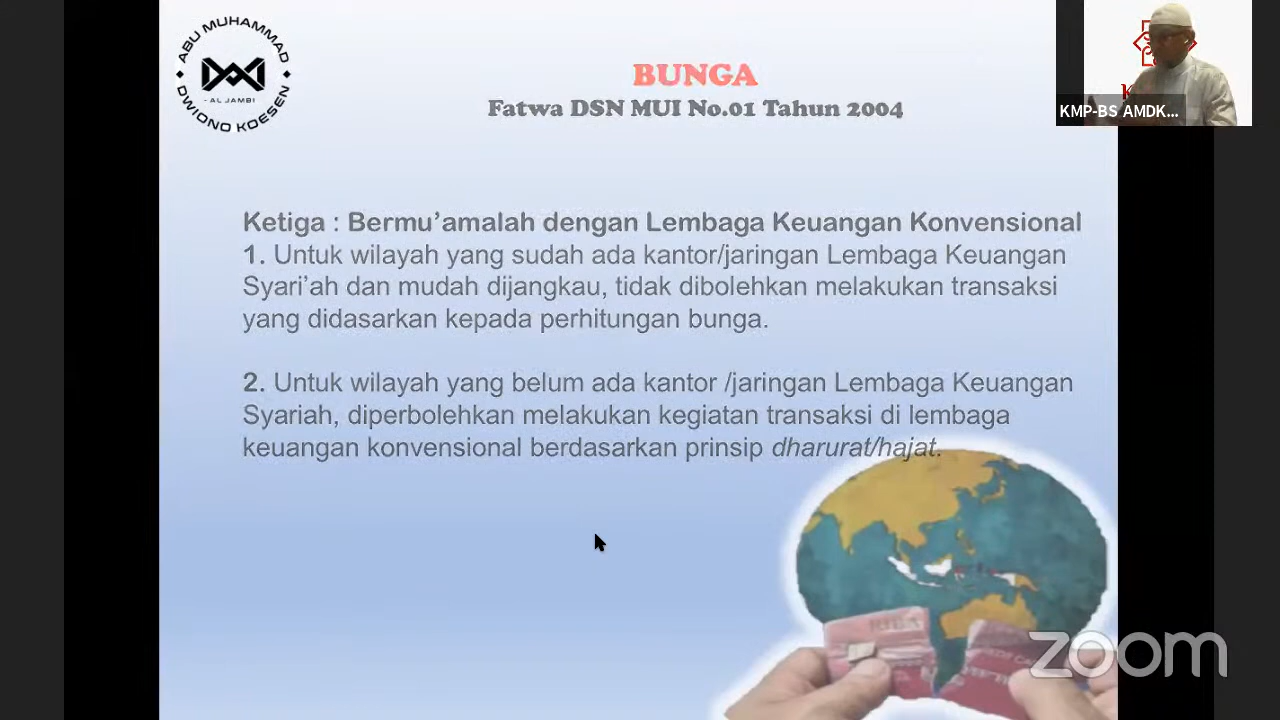 ABU MUHAMMAD
- AL JAMBI -
DWIONO KOESEN
BUNGA
Fatwa DSN MUI No.01 Tahun 2004
KMP-BS AMDK...
Ketiga : Bermu’amalah dengan Lembaga Keuangan Konvensional
1. Untuk wilayah yang sudah ada kantor/jaringan Lembaga Keuangan
Syari’ah dan mudah dijangkau, tidak dibolehkan melakukan transaksi
yang didasarkan kepada perhitungan bunga.
2. Untuk wilayah yang belum ada kantor /jaringan Lembaga Keuangan
Syariah, diperbolehkan melakukan kegiatan transaksi di lembaga
keuangan konvensional berdasarkan prinsip dharurat/hajat.
zoom